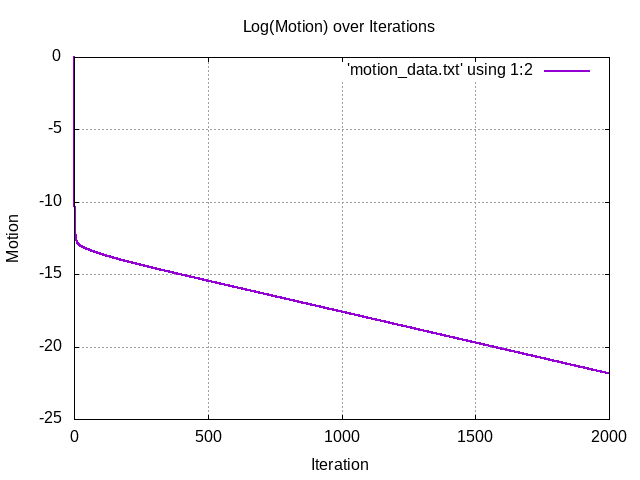 Log(Motion) over Iterations
'motion_data.txt' using 1:2
0
-5
-10
-15
-20
-25
Motion
0 500 1000 1500 2000
Iteration